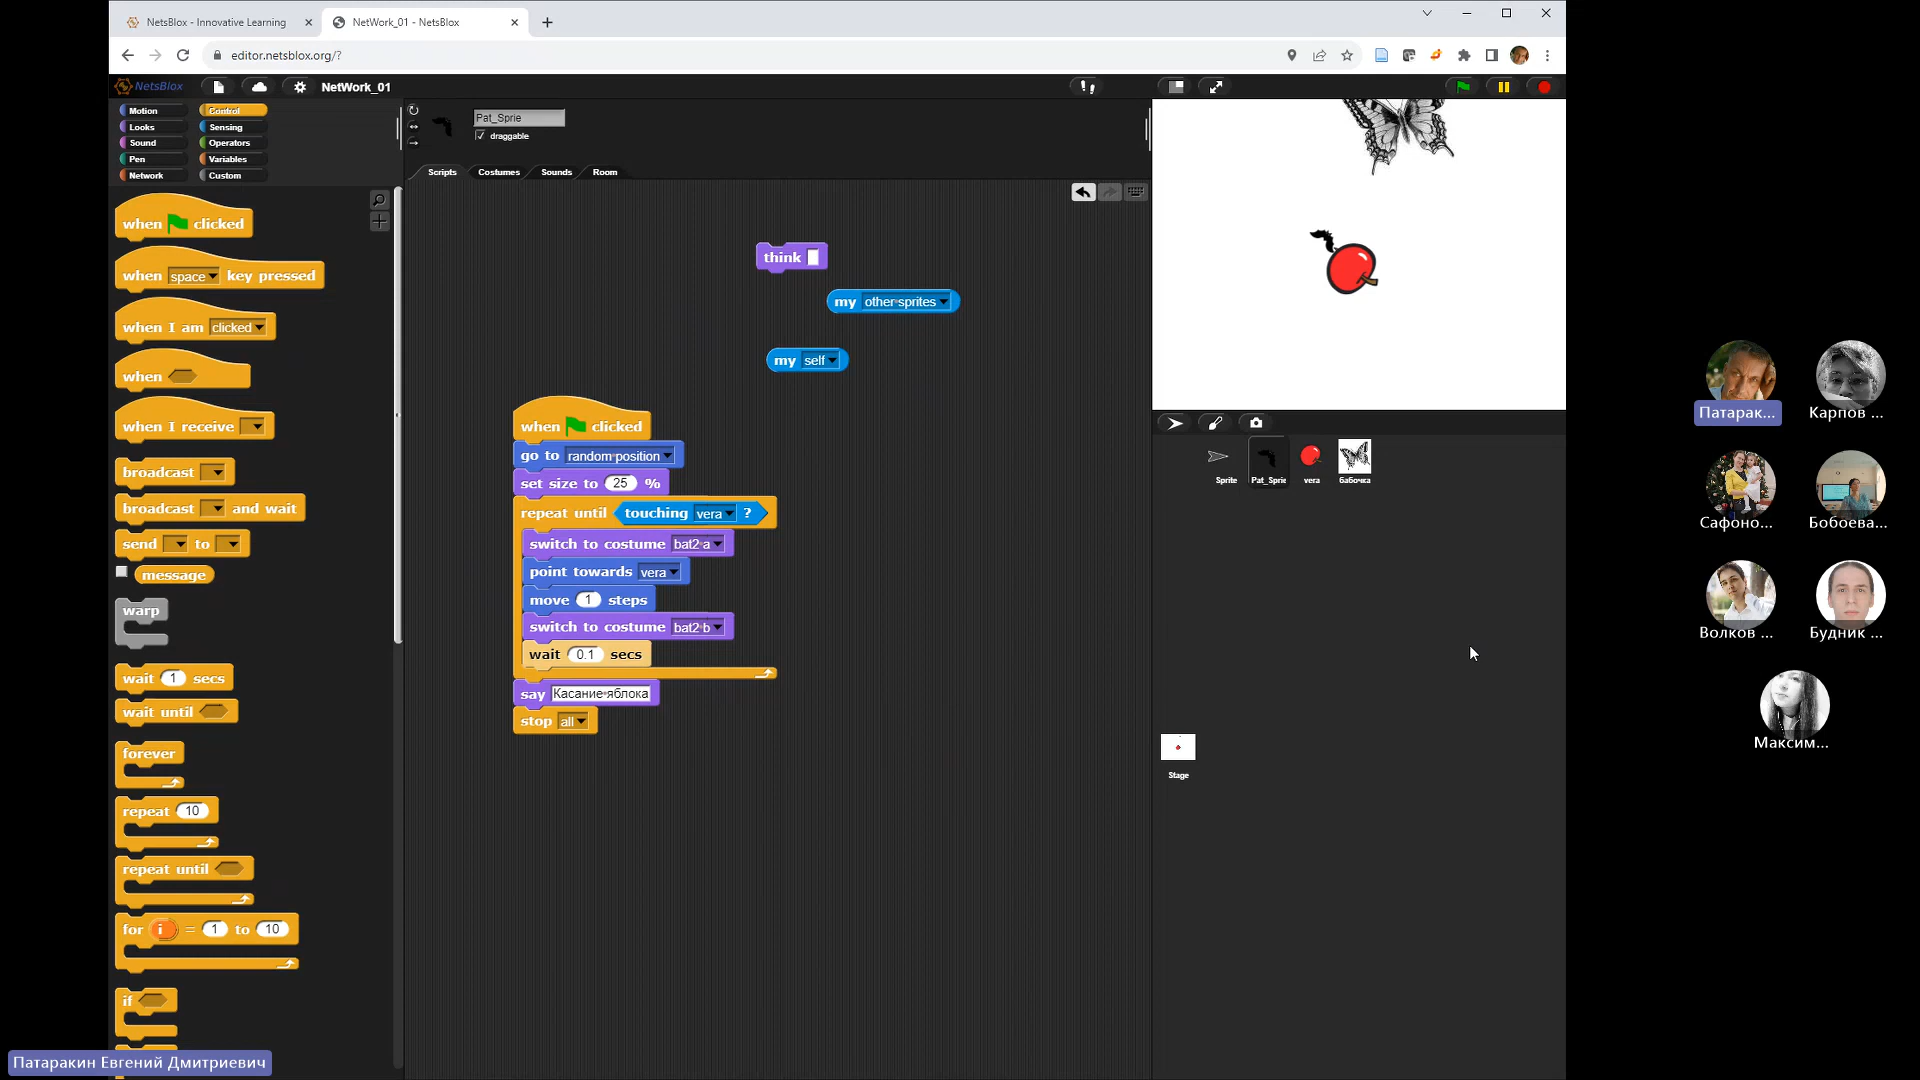 NetsBlox - Innovative Learning
NetWork_01 - NetsBlox
editor.netsblox.org/?
NetsBlox
NetWork_01
Motion
Control
Looks
Sensing
Sound
Operators
Pen
Variables
Network
Custom
Pat_Sprie
draggable
Scripts
Costumes
Sounds
Room
when clicked
when space key pressed
when I am clicked
when
when I receive
broadcast
broadcast and wait
send to
message
warp
wait 1 secs
wait until
forever
repeat 10
repeat until
for i = 1 to 10
if
think
my other sprites
my self
when clicked
go to random position
set size to 25 %
repeat until touching vera ?
switch to costume bat2-a
point towards vera
move 1 steps
switch to costume bat2-b
wait 0.1 secs
say Касание яблока
stop all
Sprite
Pat_Sprie
vera
бабочка
Stage
Патарак...
Карпов ...
Сафоно...
Бобоева...
Волков ...
Будник ...
Максим...
Патаракин Евгений Дмитриевич